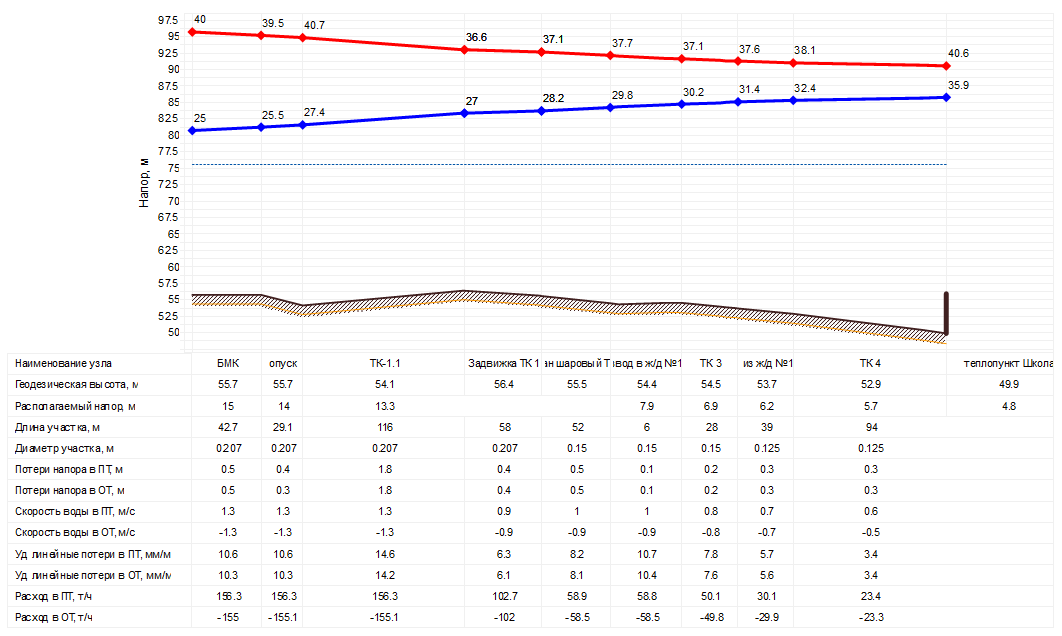 Напор, м
97.5
95
92.5
90
87.5
85
82.5
80
77.5
75
72.5
70
67.5
65
62.5
60
57.5
55
52.5
50
40 39.5 40.7 36.6 37.1 37.7 37.1 37.6 38.1 40.6
25 25.5 27.4 27 28.2 29.8 30.2 31.4 32.4 35.9
Наименование узла БМК опуск ТК-1.1 Задвижка ТК 1 ан шаровый Т вод в ж/д №1 ТК 3 из ж/д №1 ТК 4 теплопункт Школа
Геодезическая высота, м 55.7 55.7 54.1 56.4 55.5 54.4 54.5 53.7 52.9 49.9
Располагаемый напор, м 15 14 13.3 7.9 6.9 6.2 5.7 4.8
Длина участка, м 42.7 29.1 116 58 52 6 28 39 94
Диаметр участка, м 0.207 0.207 0.207 0.207 0.15 0.15 0.15 0.125 0.125
Потери напора в ПТ, м 0.5 0.4 1.8 0.4 0.5 0.1 0.2 0.3 0.3
Потери напора в ОТ, м 0.5 0.3 1.8 0.4 0.5 0.1 0.2 0.3 0.3
Скорость воды в ПТ, м/с 1.3 1.3 1.3 0.9 1 1 0.8 0.7 0.6
Скорость воды в ОТ, м/с -1.3 -1.3 -1.3 -0.9 -0.9 -0.9 -0.8 -0.7 -0.5
Уд. линейные потери в ПТ, мм/м 10.6 10.6 14.6 6.3 8.2 10.7 7.8 5.7 3.4
Уд. линейные потери в ОТ, мм/м 10.3 10.3 14.2 6.1 8.1 10.4 7.6 5.6 3.4
Расход в ПТ, т/ч 156.3 156.3 156.3 102.7 58.9 58.8 50.1 30.1 23.4
Расход в ОТ, т/ч -155 -155.1 -155.1 -102 -58.5 -58.5 -49.8 -29.9 -23.3